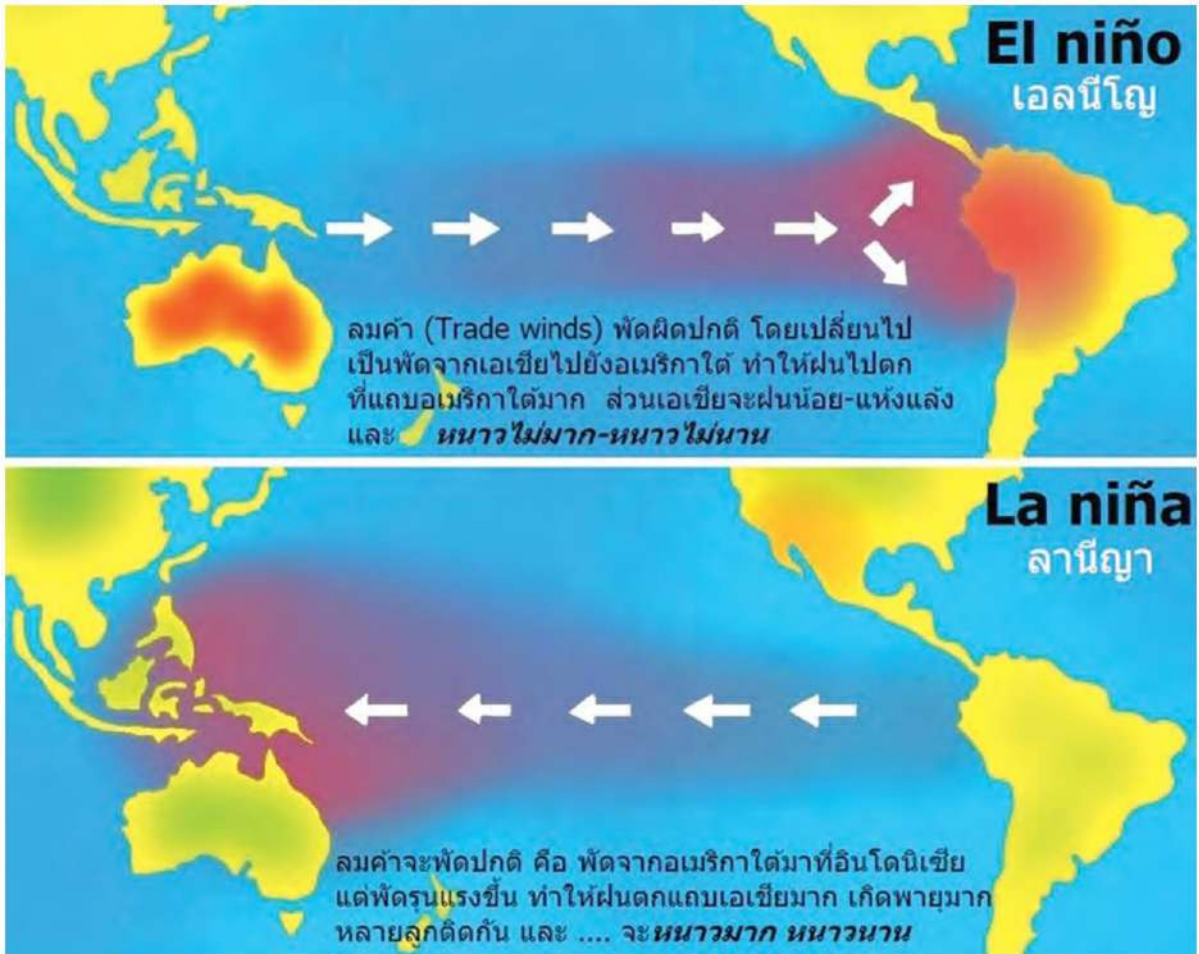 El niño
เอลนีโญ
ลมค้า (Trade winds) พัดผิดปกติ โดยเปลี่ยนไป
เป็นพัดจากเอเชียไปยังอเมริกาใต้ ทำให้ฝนไปตก
ที่แถบอเมริกาใต้มาก ส่วนเอเชียจะฝนน้อย-แห้งแล้ง
และ หนาวไม่มาก-หนาวไม่นาน
La niña
ลานีญา
ลมค้าจะพัดปกติ คือ พัดจากอเมริกาใต้มาที่อินโดนิเซีย
แต่พัดรุนแรงขึ้น ทำให้ฝนตกแถบเอเชียมาก เกิดพายุมาก
หลายลูกติดกัน และ .... จะหนาวมาก หนาวนาน